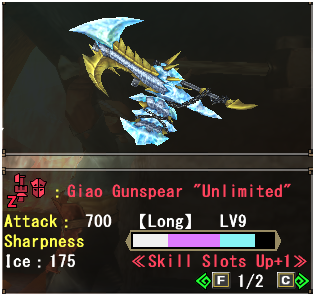 Z : Giao Gunspear "Unlimited"
Attack： 700 【Long】 LV9
Sharpness
Ice：175 ≪Skill Slots Up+1≫
F 1/2 C